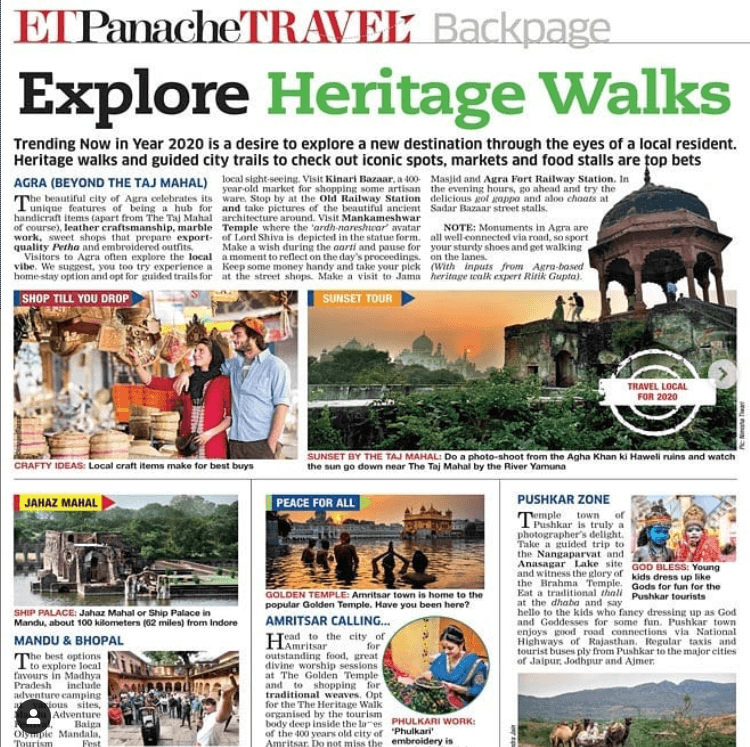 ETPanacheTRAVEL Backpage
Explore Heritage Walks
Trending Now in Year 2020 is a desire to explore a new destination through the eyes of a local resident.
Heritage walks and guided city trails to check out iconic spots, markets and food stalls are top bets
AGRA (BEYOND THE TAJ MAHAL)
The beautiful city of Agra celebrates its
unique features of being a hub for
handicraft items (apart from The Taj Mahal
of course), leather craftsmanship, marble
work, sweet shops that prepare export-
quality Petha and embroidered outfits.
Visitors to Agra often explore the local
vibe. We suggest, you too try experience a
home-stay option and opt for guided trails for
local sight-seeing. Visit Kinari Bazaar, a 400-
year-old market for shopping some artisan
ware. Stop by at the Old Railway Station
and take pictures of the beautiful ancient
architecture around. Visit Mankameshwar
Temple where the 'ardh-nareshwar' avatar
of Lord Shiva is depicted in the statue form.
Make a wish during the aarti and pause for
a moment to reflect on the day's proceedings.
Keep some money handy and take your pick
at the street shops. Make a visit to Jama
Masjid and Agra Fort Railway Station. In
the evening hours, go ahead and try the
delicious gol gappa and aloo chaats at
Sadar Bazaar street stalls.
NOTE: Monuments in Agra are
all well-connected via road, so sport
your sturdy shoes and get walking
on the lanes.
(With inputs from Agra-based
heritage walk expert Ritik Gupta).
SHOP TILL YOU DROP
CRAFTY IDEAS: Local craft items make for best buys
SUNSET TOUR
TRAVEL LOCAL
FOR 2020
SUNSET BY THE TAJ MAHAL: Do a photo-shoot from the Agha Khan ki Haweli ruins and watch
the sun go down near The Taj Mahal by the River Yamuna
JAHAZ MAHAL
SHIP PALACE: Jahaz Mahal or Ship Palace in
Mandu, about 100 kilometers (62 miles) from Indore
MANDU & BHOPAL
The best options
to explore local
favours in Madhya
Pradesh include
adventure camping
at various sites,
Adventure
Baiga
Olympic Mandala,
Tourism Fest
PEACE FOR ALL
GOLDEN TEMPLE: Amritsar town is home to the
popular Golden Temple. Have you been here?
AMRITSAR CALLING...
Head to the city of
Amritsar for
outstanding food, great
divine worship sessions
at The Golden Temple
and to shopping for
traditional weaves. Opt
for the The Heritage Walk
organised by the tourism
body deep inside the
of the 400 years old city of
Amritsar. Do not miss the
PHULKARI WORK:
'Phulkari'
embroidery is
PUSHKAR ZONE
Temple town of
Pushkar is truly a
photographer's delight.
Take a guided trip to
the Nangaparvat and
Anasagar Lake site
and witness the glory of
the Brahma Temple.
Eat a traditional thali
at the dhaba and say
hello to the kids who fancy dressing up as God
and Goddesses for some fun. Pushkar town
enjoys good road connections via National
Highways of Rajasthan. Regular taxis and
tourist buses ply from Pushkar to the major cities
of Jaipur, Jodhpur and Ajmer.
GOD BLESS: Young
kids dress up like
Gods for fun for the
Pushkar tourists